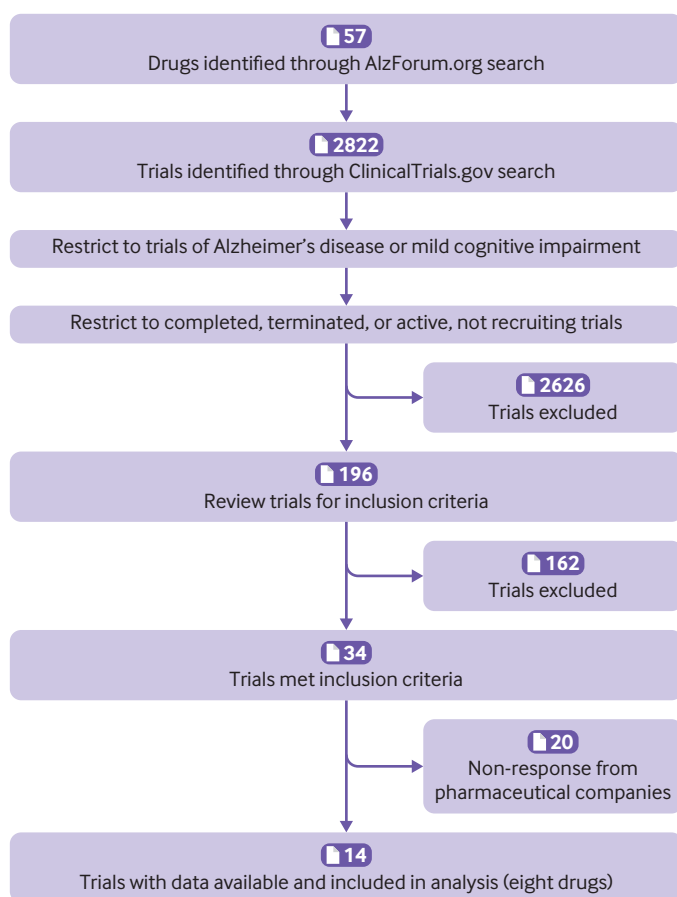 57
Drugs identified through AlzForum.org search
2822
Trials identified through ClinicalTrials.gov search
Restrict to trials of Alzheimer's disease or mild cognitive impairment
Restrict to completed, terminated, or active, not recruiting trials
2626
Trials excluded
196
Review trials for inclusion criteria
162
Trials excluded
34
Trials met inclusion criteria
20
Non-response from
pharmaceutical companies
14
Trials with data available and included in analysis (eight drugs)